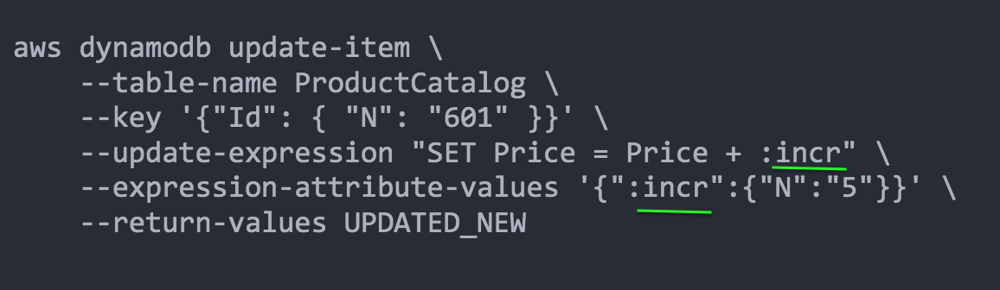 aws dynamodb update-item \
--table-name ProductCatalog \
--key '{"Id": { "N": "601" }}' \
--update-expression "SET Price = Price + :incr" \
--expression-attribute-values '{":incr":{"N":"5"}}' \
--return-values UPDATED_NEW